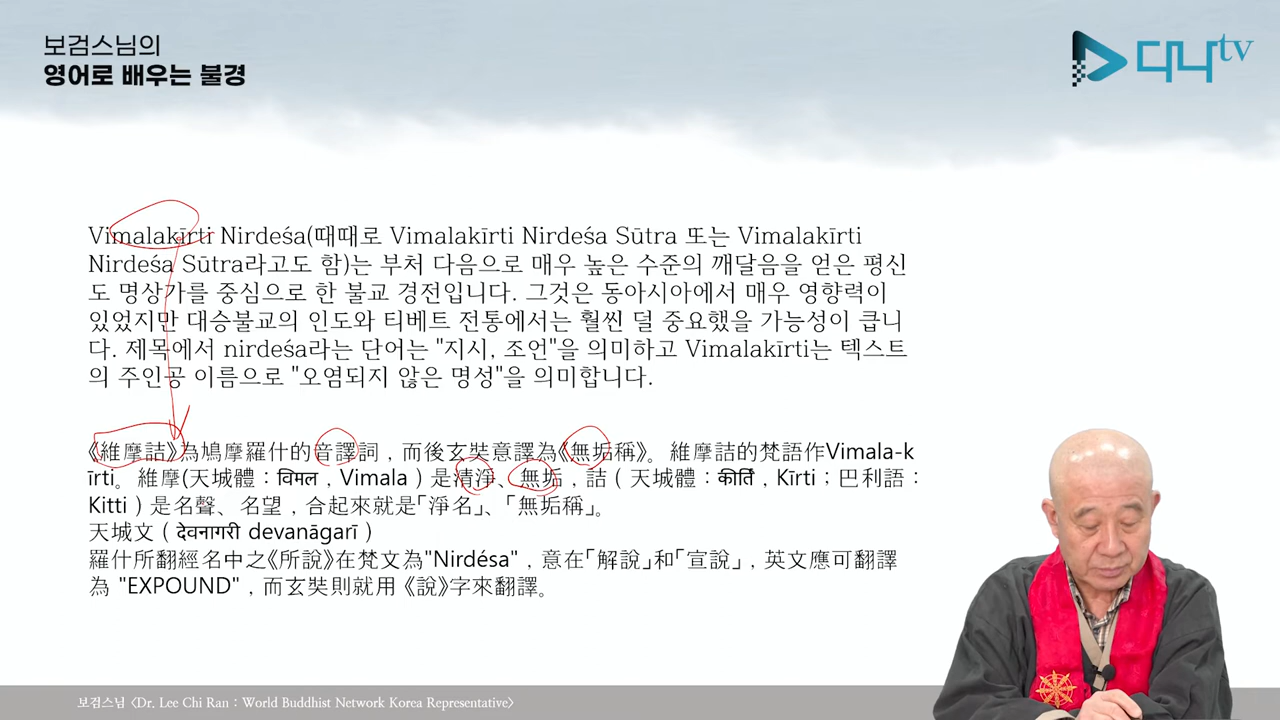 보검스님의
영어로 배우는 불경
디나tv
Vimalakīrti Nirdeśa(때때로 Vimalakīrti Nirdeśa Sūtra 또는 Vimalakīrti
Nirdeśa Sūtra라고도 함)는 부처 다음으로 매우 높은 수준의 깨달음을 얻은 평신
도 명상가를 중심으로 한 불교 경전입니다. 그것은 동아시아에서 매우 영향력이
있었지만 대승불교의 인도와 티베트 전통에서는 훨씬 덜 중요했을 가능성이 큽니
다. 제목에서 nirdeśa라는 단어는 "지시, 조언"을 의미하고 Vimalakīrti는 텍스트
의 주인공 이름으로 "오염되지 않은 명성"을 의미합니다.
《維摩詰》為鳩摩羅什的音譯詞，而後玄奘意譯為《無垢稱》。維摩詰的梵語作Vimala-k
īrti。維摩(天城體：विमल，Vimala）是清淨、無垢，詰（天城體：कीर्ति，Kīrti；巴利語：
Kitti）是名聲、名望，合起來就是「淨名」、「無垢稱」。
天城文（देवनागरी devanāgarī）
羅什所翻經名中之《所說》在梵文為"Nirdésa"，意在「解說」和「宣說」，英文應可翻譯
為 "EXPOUND"，而玄奘則就用《說》字來翻譯。
보검스님 <Dr. Lee Chi Ran : World Buddhist Network Korea Representative>